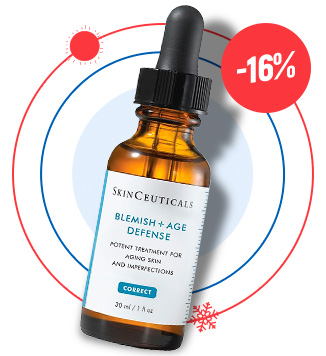 -16%
SKINCEUTICALS
BLEMISH + AGE
DEFENSE
POTENT TREATMENT FOR
AGING SKIN
AND IMPERFECTIONS
CORRECT
30 ml / 1 fl oz